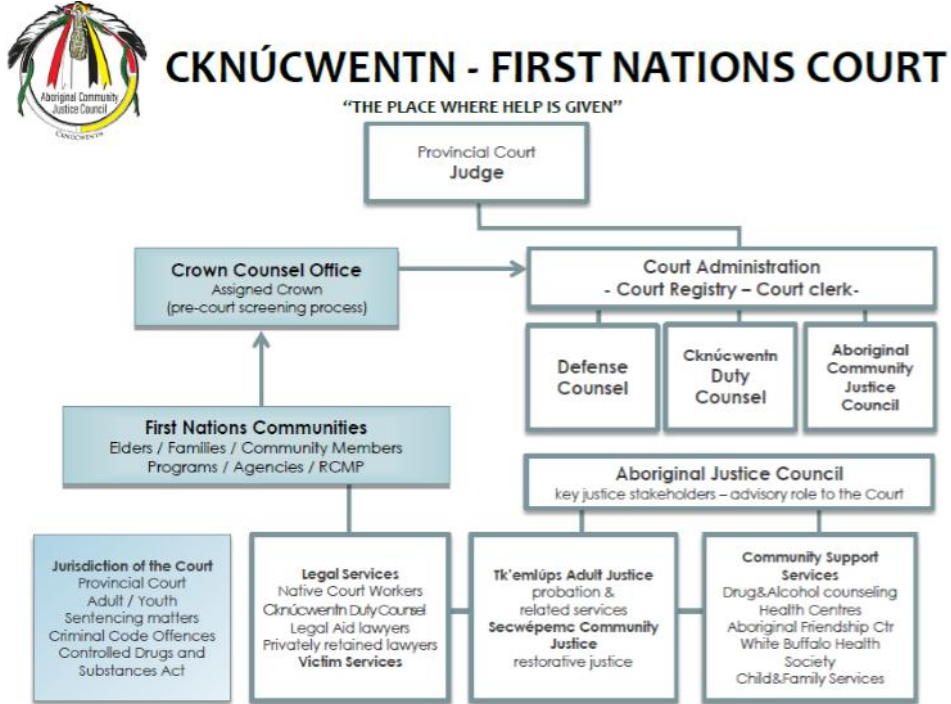 Aboriginal Community
Justice Council
CKNÚCWENTN
CKNÚCWENTN - FIRST NATIONS COURT
“THE PLACE WHERE HELP IS GIVEN”
Provincial Court
Judge
Crown Counsel Office
Assigned Crown
(pre-court screening process)
Court Administration
- Court Registry – Court clerk-
Defense
Counsel
Cknúcwentn
Duty
Counsel
Aboriginal
Community
Justice
Council
First Nations Communities
Elders / Families / Community Members
Programs / Agencies / RCMP
Aboriginal Justice Council
key justice stakeholders – advisory role to the Court
Jurisdiction of the Court
Provincial Court
Adult / Youth
Sentencing matters
Criminal Code Offences
Controlled Drugs and
Substances Act
Legal Services
Native Court Workers
Cknúcwentn Duty Counsel
Legal Aid lawyers
Privately retained lawyers
Victim Services
Tk'emlúps Adult Justice
probation &
related services
Secwépemc Community
Justice
restorative justice
Community Support
Services
Drug&Alcohol counseling
Health Centres
Aboriginal Friendship Ctr
White Buffalo Health
Society
Child&Family Services